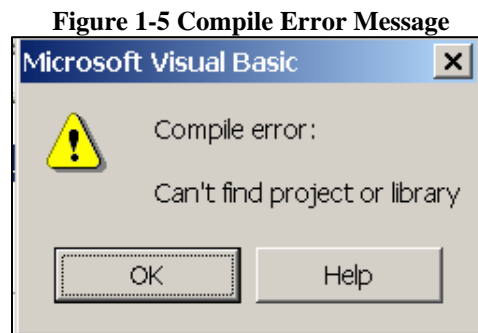 Figure 1-5 Compile Error Message
Microsoft Visual Basic
Compile error:
Can't find project or library
OK
Help